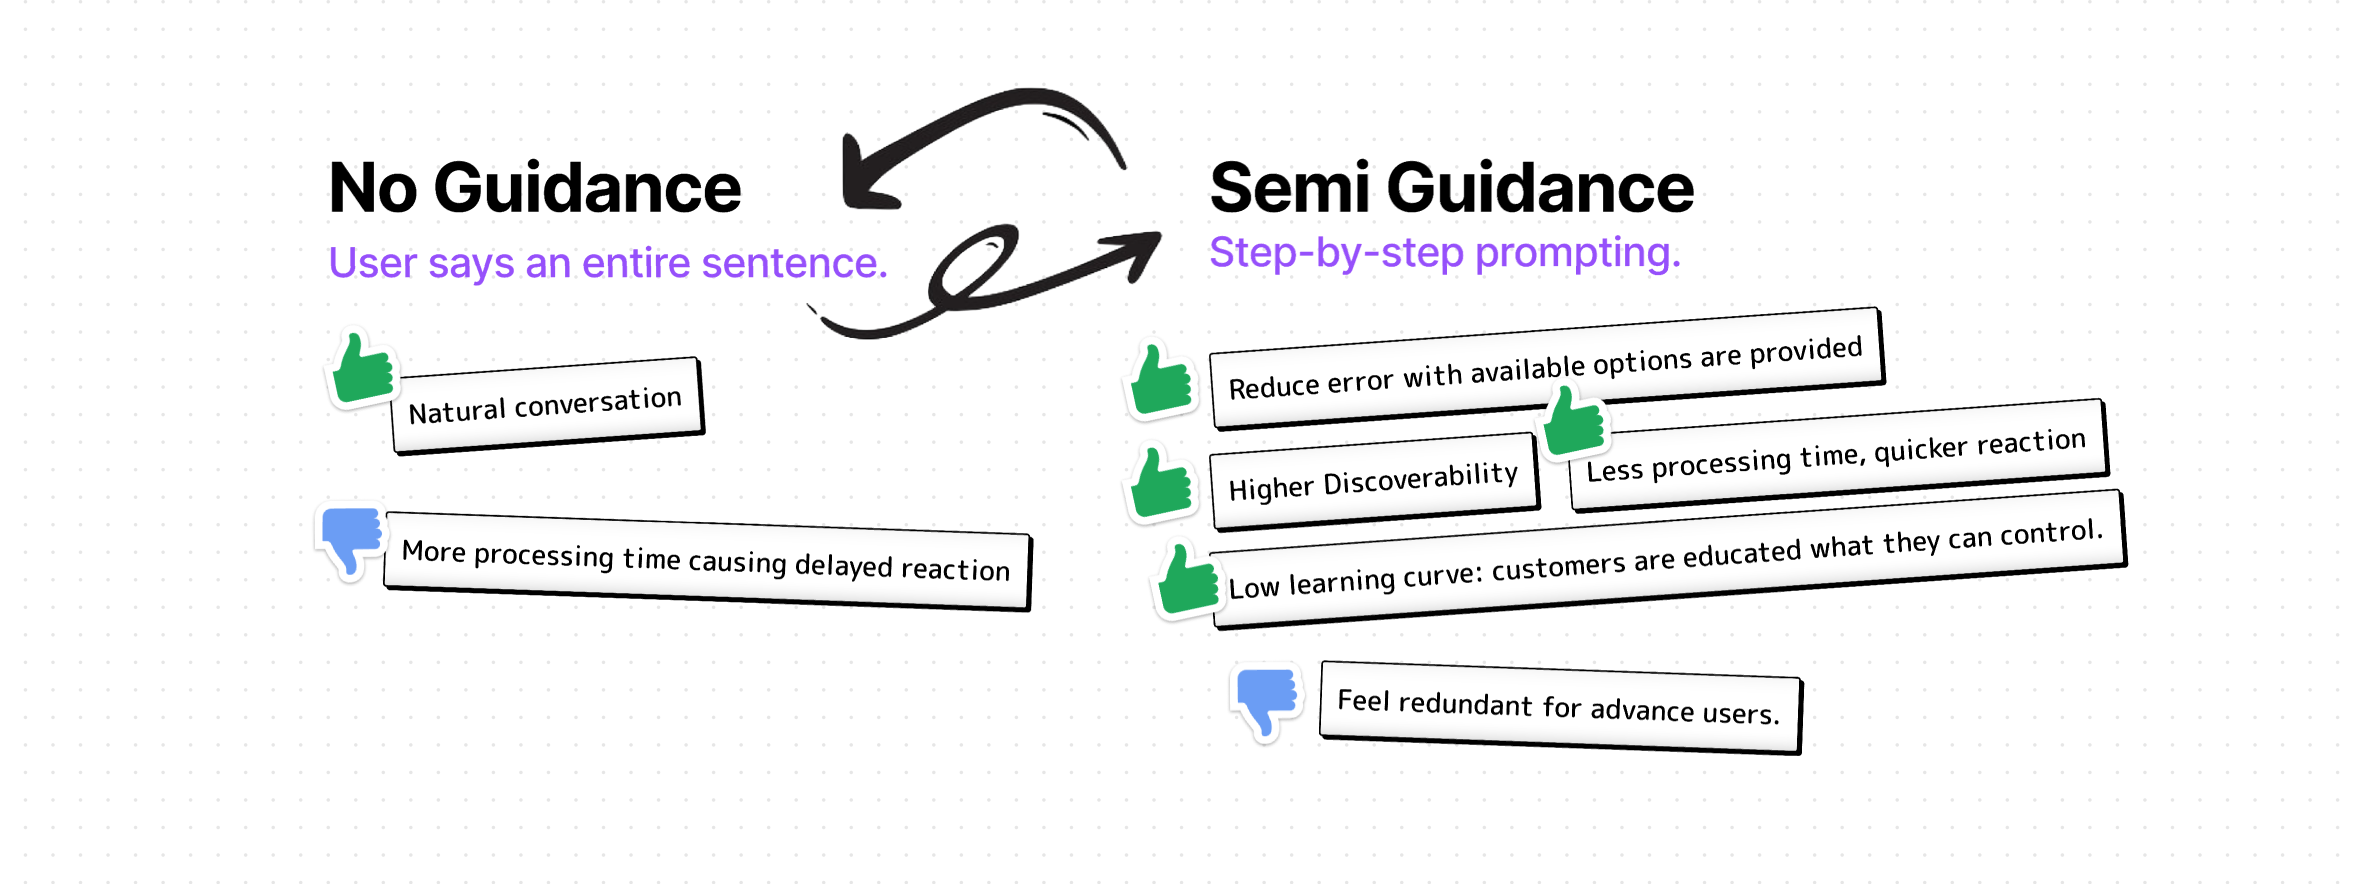 No Guidance
User says an entire sentence.
Natural conversation
More processing time causing delayed reaction
Semi Guidance
Step-by-step prompting.
Reduce error with available options are provided
Higher Discoverability
Less processing time, quicker reaction
Low learning curve: customers are educated what they can control.
Feel redundant for advance users.